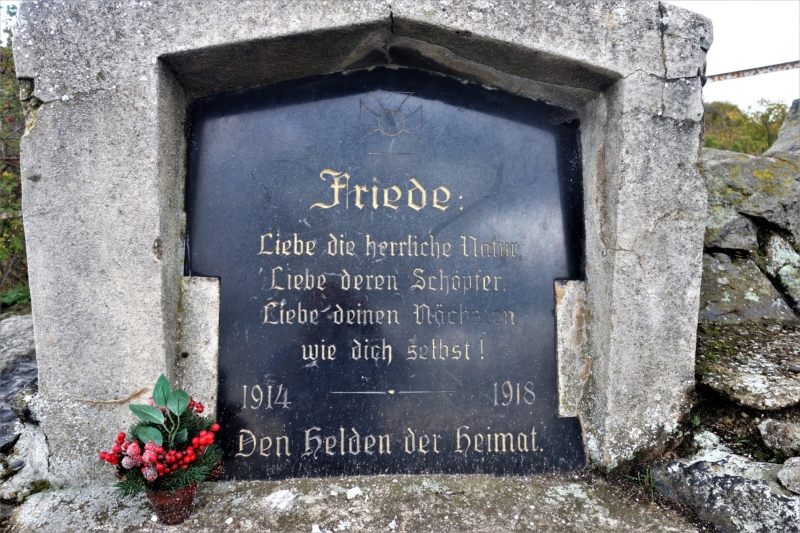 Friede:
Liebe die herrliche Natur,
Liebe deren Schöpfer.
Liebe deinen Nächsten
wie dich selbst!
1914 1918
Den Helden der Heimat.